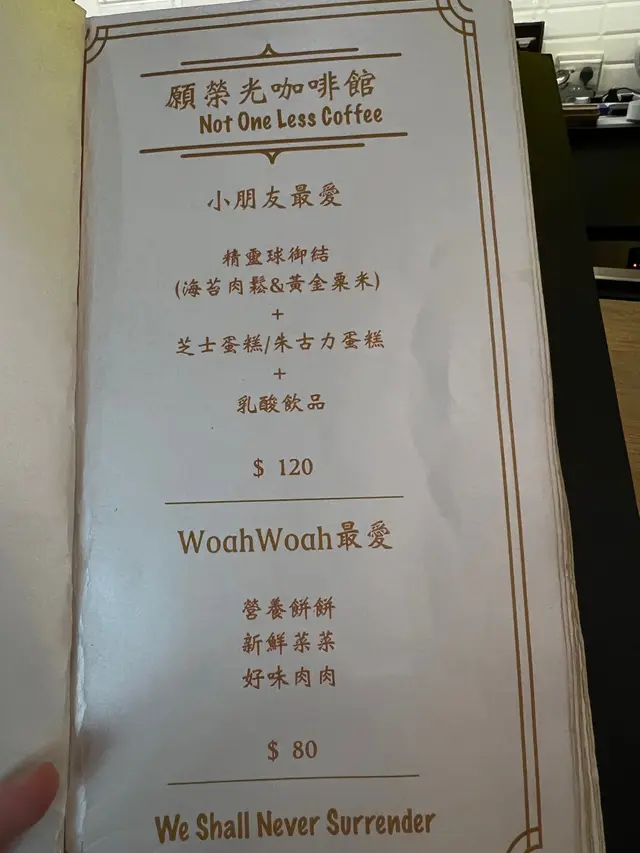 願榮光咖啡館
Not One Less Coffee
小朋友最愛
精靈球御結
(海苔肉鬆&黃金粟米)
+
芝士蛋糕/朱古力蛋糕
+
乳酸飲品
$ 120
WoahWoah最愛
營養餅餅
新鮮菜菜
好味肉肉
$ 80
We Shall Never Surrender